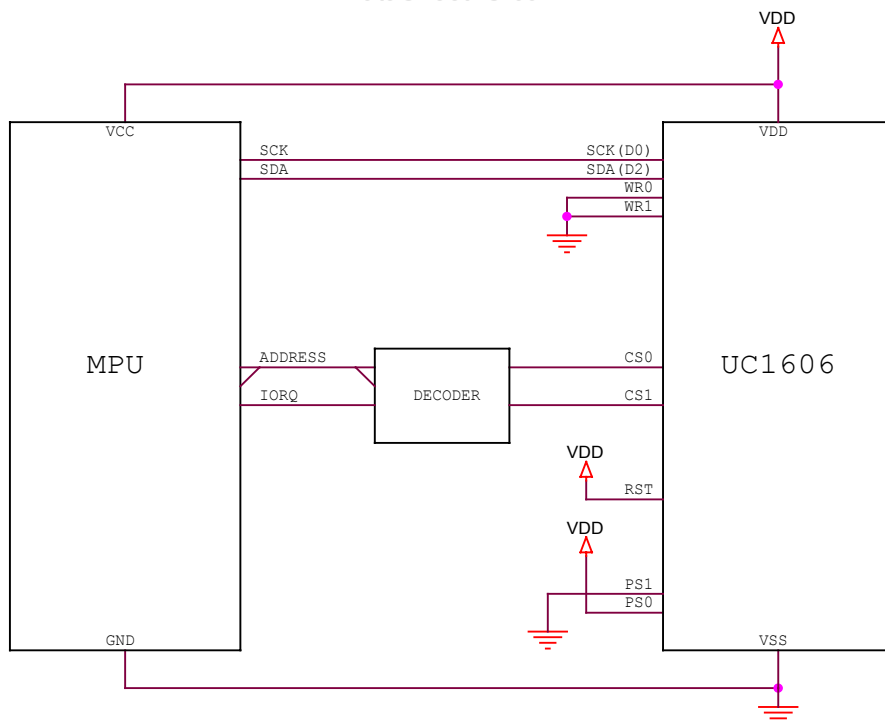 VDD
VCC
VDD
SCK
SCK(D0)
SDA
SDA(D2)
WR0
WR1
MPU
ADDRESS
CS0
UC1606
DECODER
IORQ
CS1
VDD
RST
VDD
PS1
PS0
GND
VSS